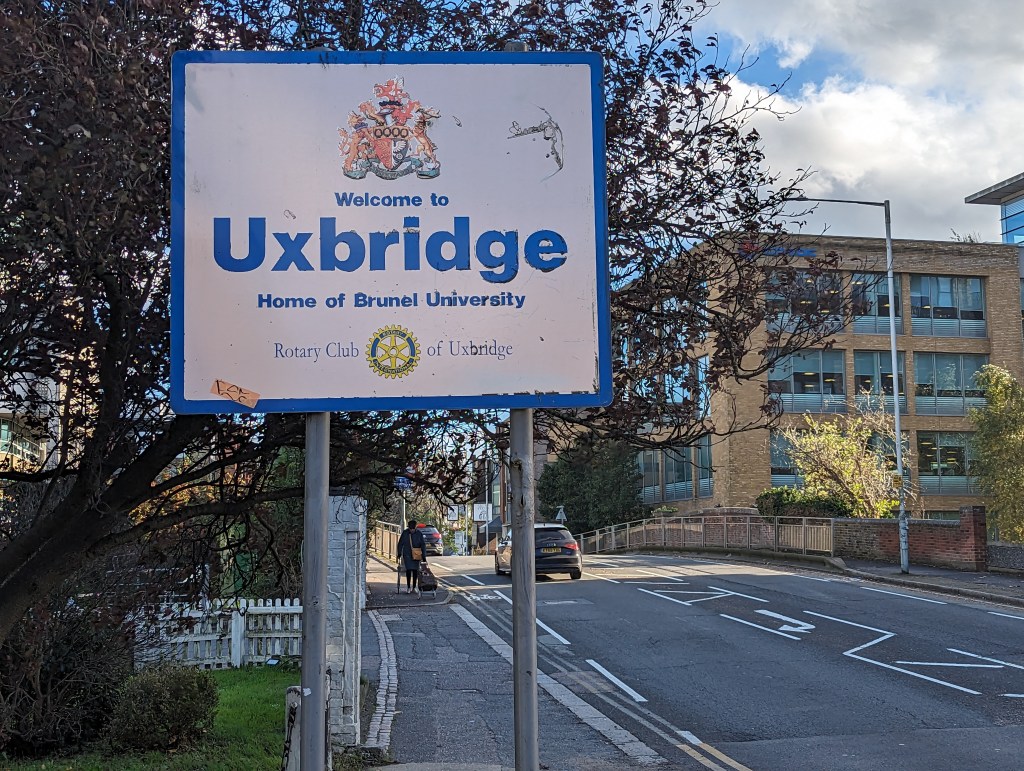 Welcome to
Uxbridge
Home of Brunel University
Rotary Club of Uxbridge